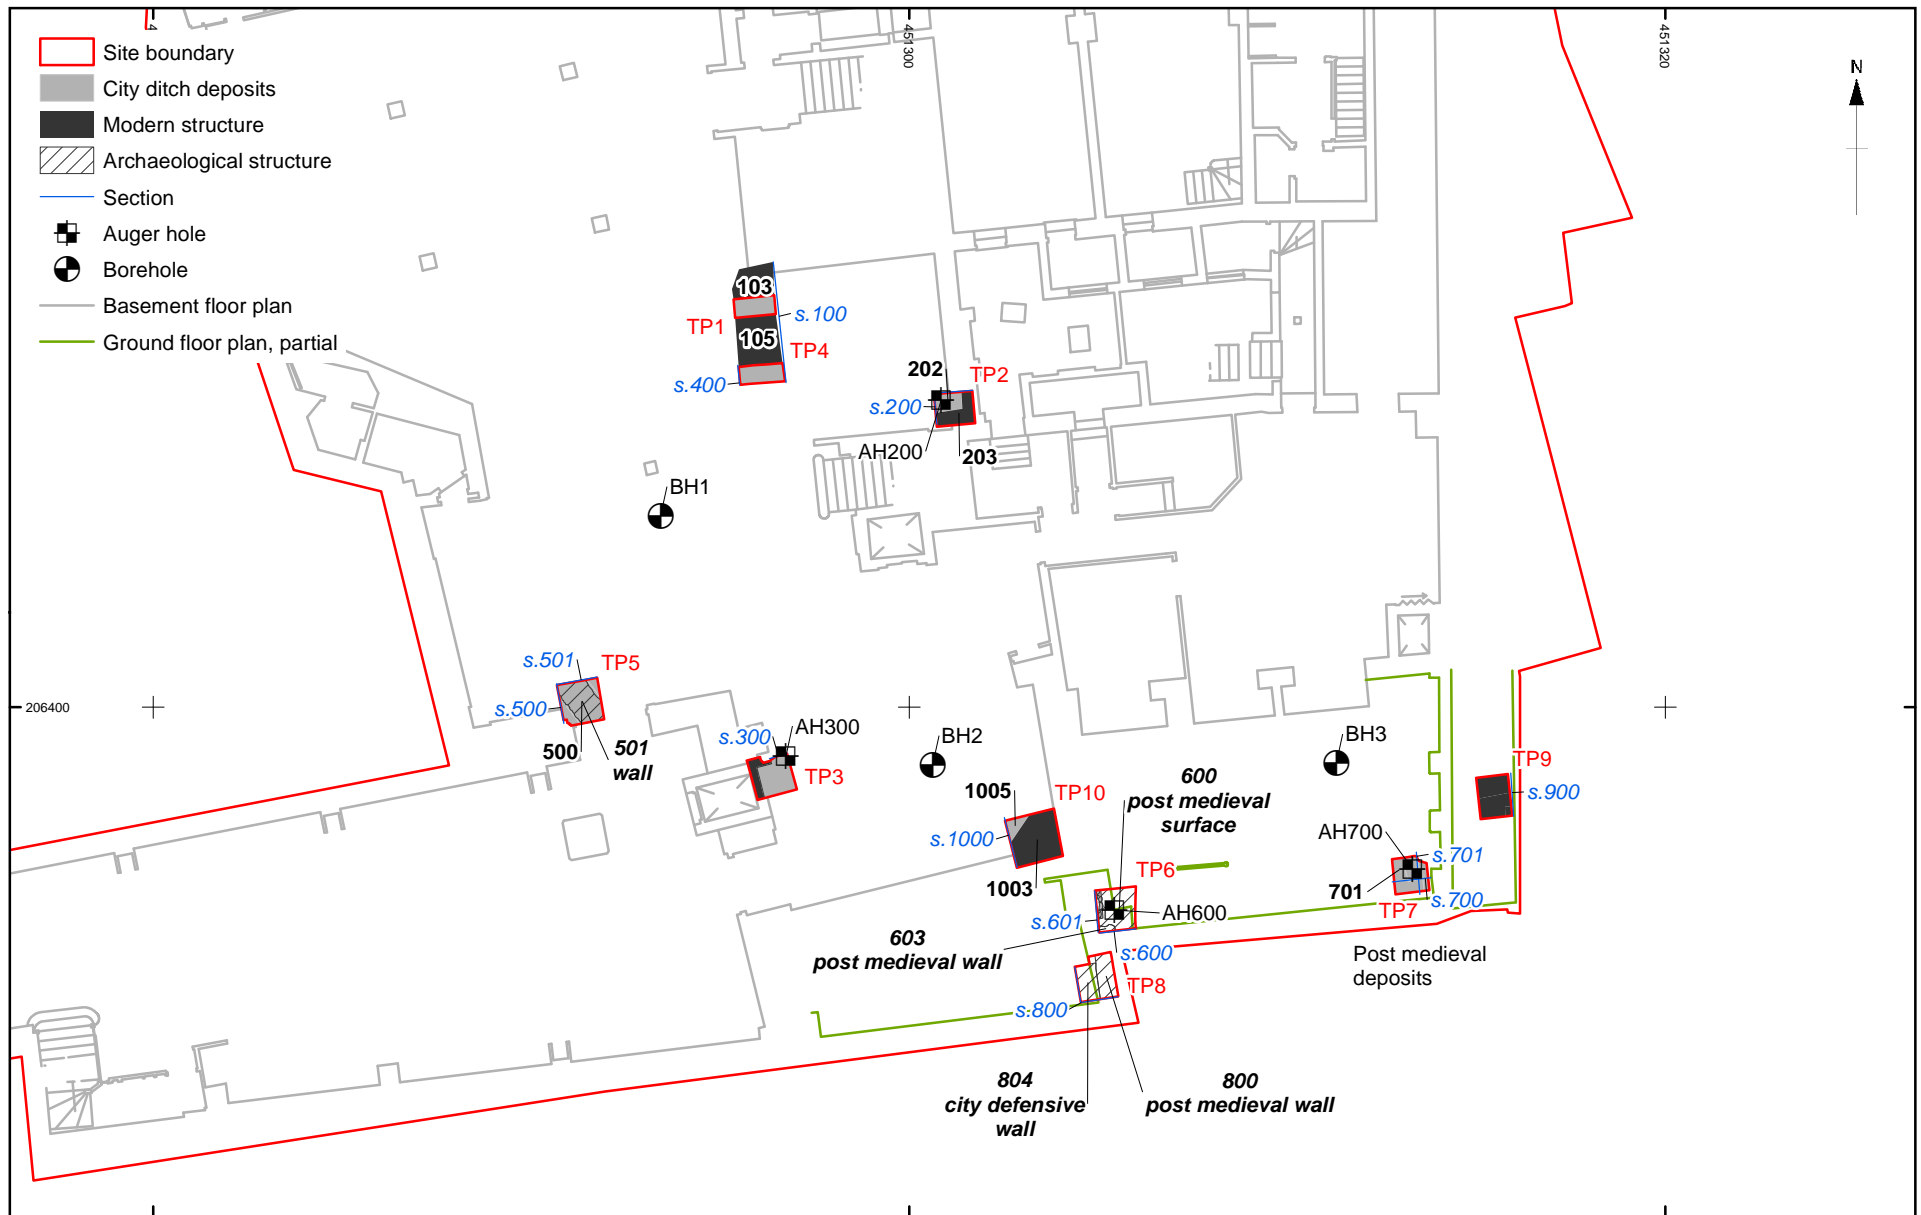 4
451300
451320
N
Site boundary
City ditch deposits
Modern structure
Archaeological structure
Section
Auger hole
Borehole
Basement floor plan
Ground floor plan, partial
103
TP1
s.100
105
TP4
s.400
202
TP2
s.200
AH200
203
BH1
s.501
TP5
s.500
206400
500
501
wall
s.300
AH300
TP3
BH2
BH3
1005
TP10
s.1000
1003
600
post medieval
surface
TP9
s.900
AH700
s.701
701
s.700
TP7
TP6
AH600
s.601
603
post medieval wall
s.600
TP8
s.800
Post medieval
deposits
804
city defensive
wall
800
post medieval wall